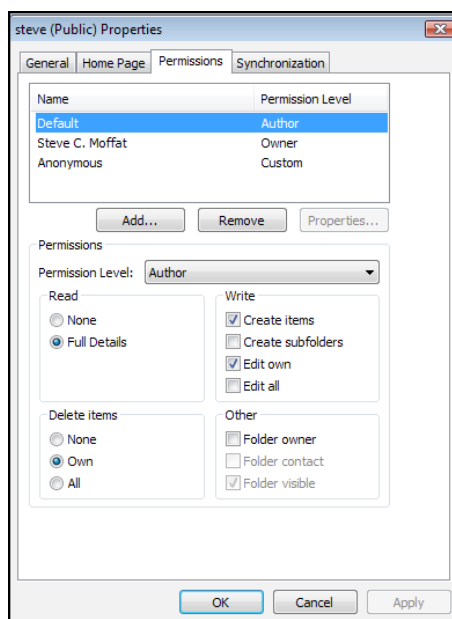 steve (Public) Properties
General Home Page Permissions Synchronization
Name Permission Level
Default Author
Steve C. Moffat Owner
Anonymous Custom
Add... Remove Properties...
Permissions
Permission Level: Author
Read Write
None Create items
Full Details Create subfolders
Edit own
Edit all
Delete items Other
None Folder owner
Own Folder contact
All Folder visible
OK Cancel Apply